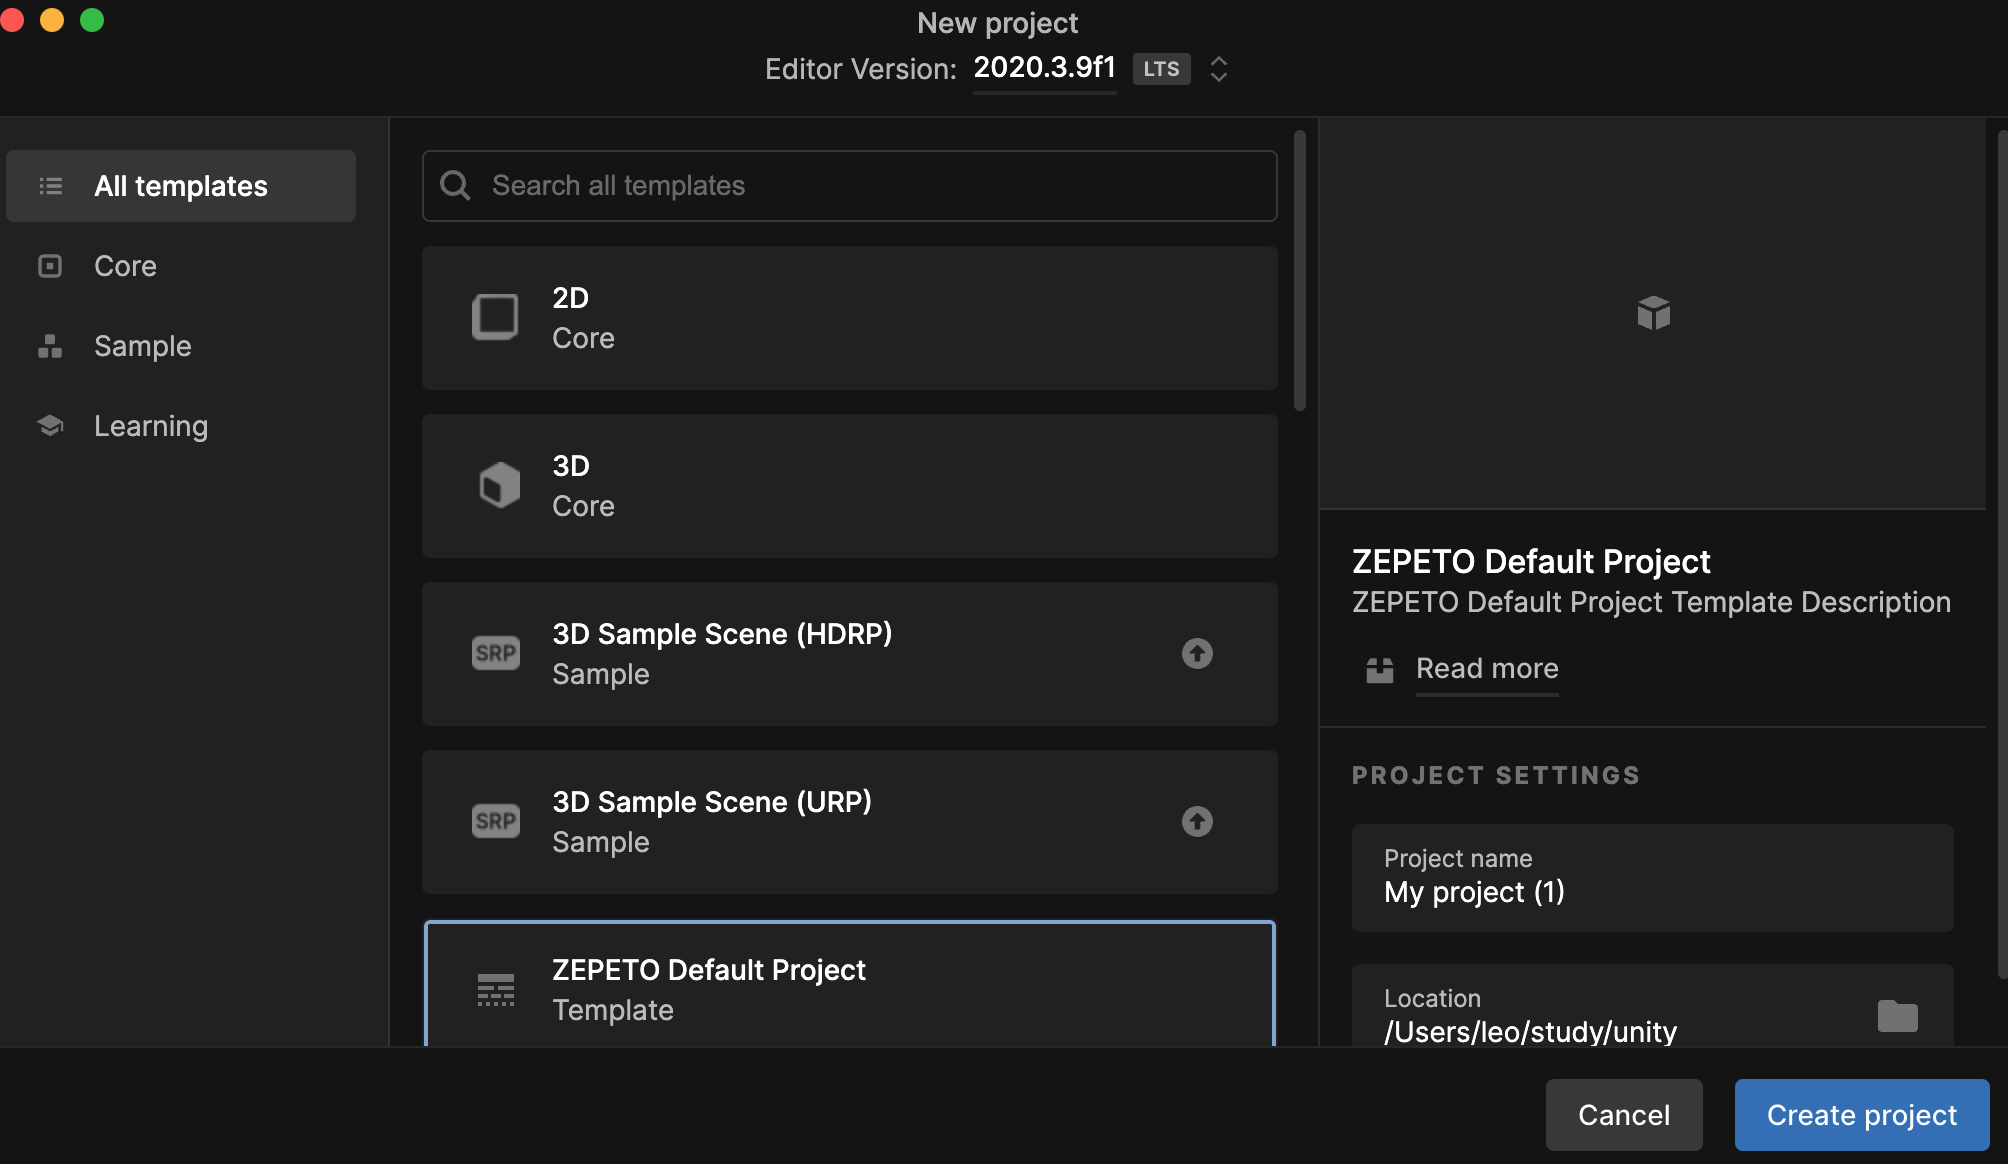 New project
Editor Version: 2020.3.9f1 LTS
All templates
Core
Sample
Learning
Search all templates
2D
Core
3D
Core
SRP
3D Sample Scene (HDRP)
Sample
SRP
3D Sample Scene (URP)
Sample
ZEPETO Default Project
Template
ZEPETO Default Project
ZEPETO Default Project Template Description
Read more
PROJECT SETTINGS
Project name
My project (1)
Location
/Users/leo/study/unity
Cancel
Create project